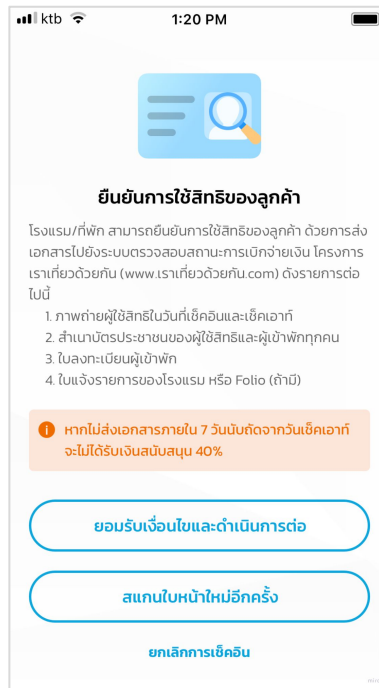 ktb 1:20 PM
ยืนยันการใช้สิทธิของลูกค้า
โรงแรม/ที่พัก สามารถยืนยันการใช้สิทธิของลูกค้า ด้วยการส่ง
เอกสารไปยังระบบตรวจสอบสถานะการเบิกจ่ายเงิน โครงการ
เราเที่ยวด้วยกัน (www.เราเที่ยวด้วยกัน.com) ดังรายการต่อ
ไปนี้
1. ภาพถ่ายผู้ใช้สิทธิในวันที่เช็คอินและเช็คเอาท์
2. สำเนาบัตรประชาชนของผู้ใช้สิทธิและผู้เข้าพักทุกคน
3. ใบลงทะเบียนผู้เข้าพัก
4. ใบแจ้งรายการของโรงแรม หรือ Folio (ถ้ามี)
หากไม่ส่งเอกสารภายใน 7 วันนับถัดจากวันเช็คเอาท์
จะไม่ได้รับเงินสนับสนุน 40%
ยอมรับเงื่อนไขและดำเนินการต่อ
สแกนใบหน้าใหม่อีกครั้ง
ยกเลิกการเช็คอิน